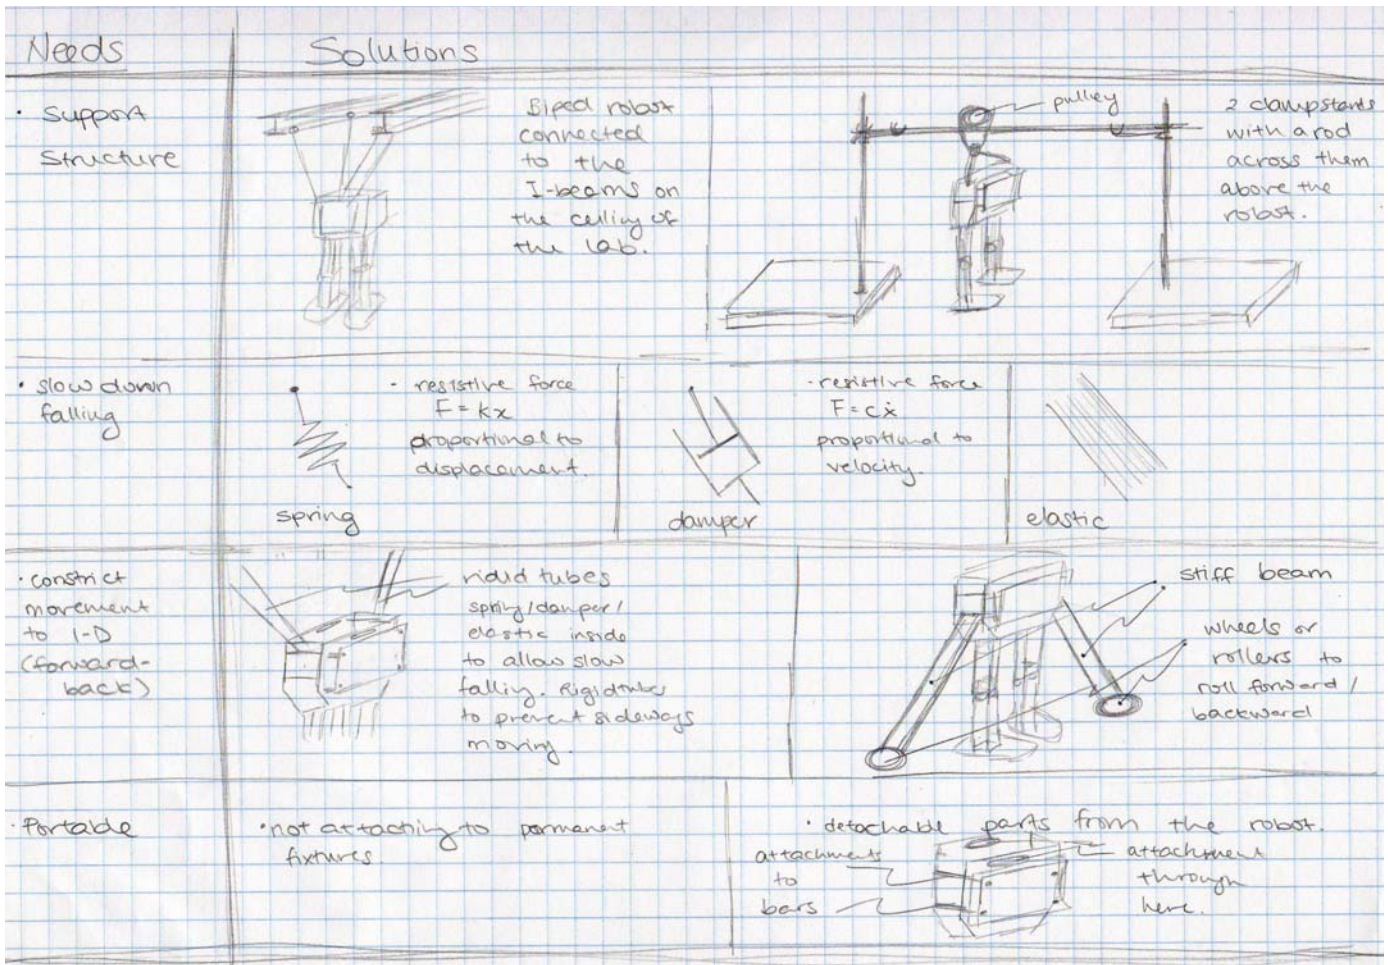 Needs
Solutions
· Support
Structure
Biped robot
connected
to the
I-beams on
the ceiling of
the lab.
pulley
2 clampstands
with a rod
across them
above the
robot.
· slow down
falling
- resistive force
F = kx
proportional to
displacement.
spring
- resistive force
F = cẋ
proportional to
velocity.
damper
elastic
· constrict
movement
to 1-D
(forward-
back)
ridid tubes
spring/damper/
elastic inside
to allow slow
falling. Rigid tubes
to prevent sideways
moving.
stiff beam
wheels or
rollers to
roll forward/
backward
· Portable
· not attaching to permanent
fixtures.
· detachable parts from the robot.
attachments
to
bars
attachment
through
here.